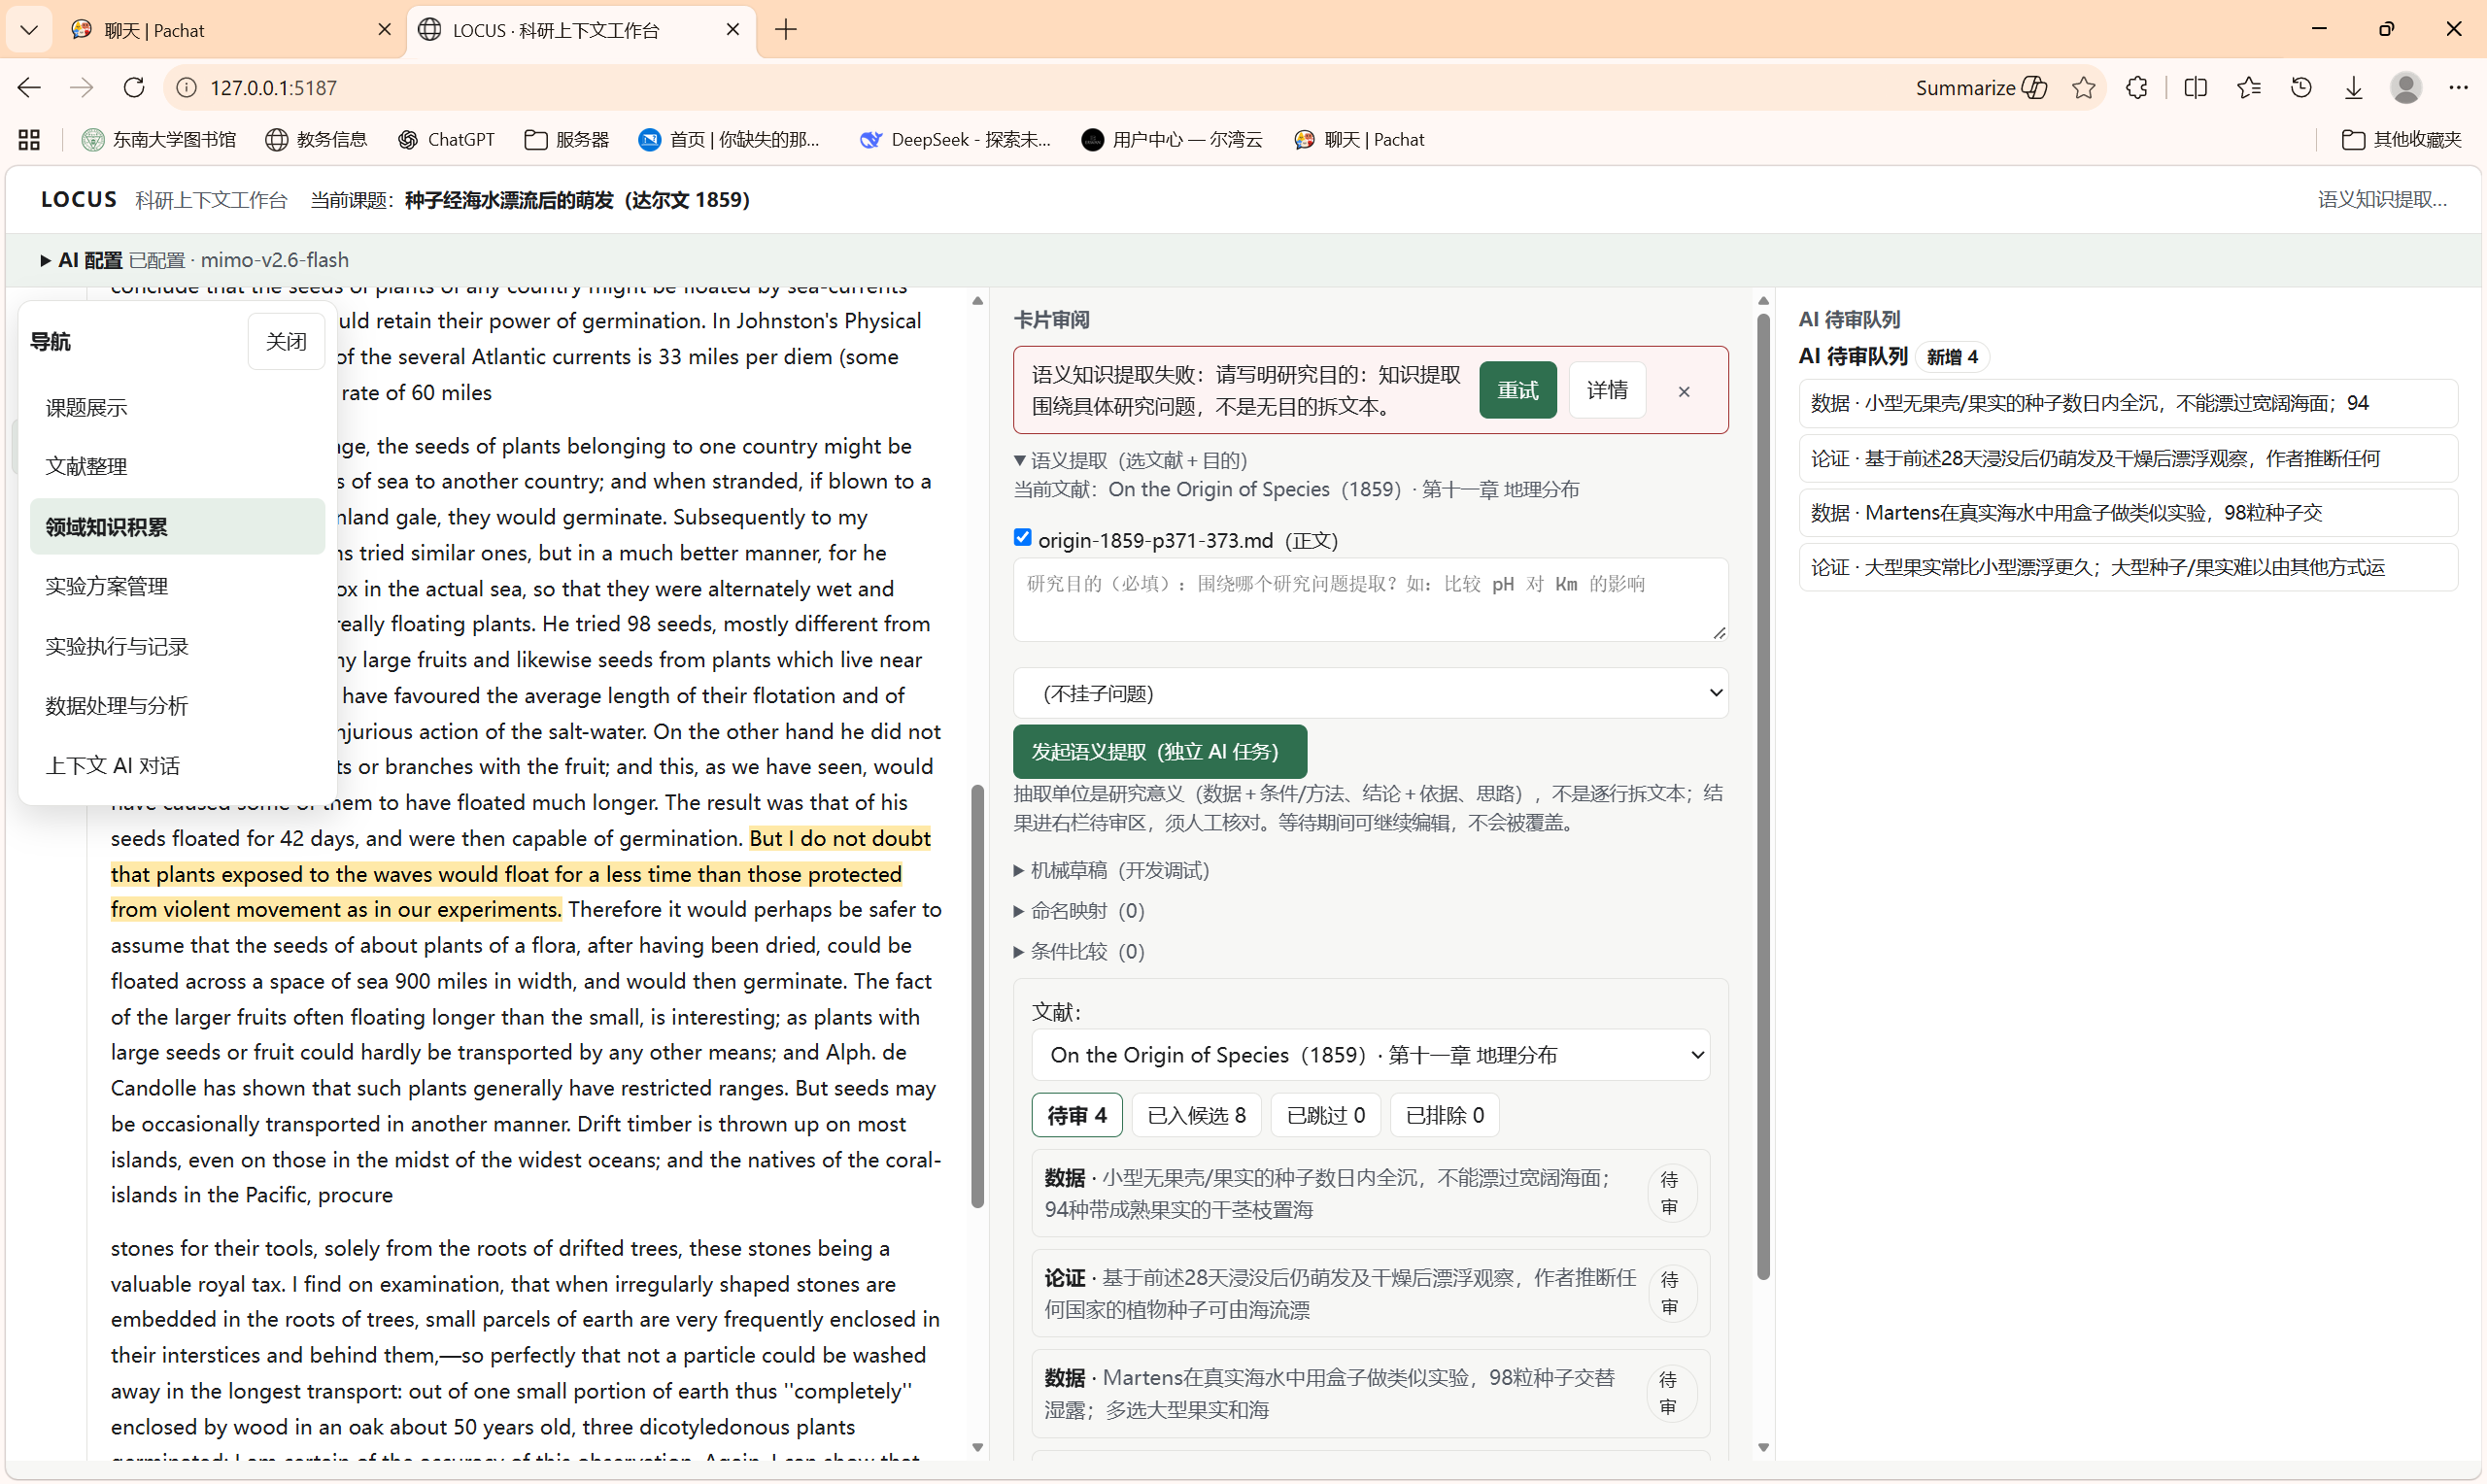 聊天 | Pachat
LOCUS · 科研上下文工作台
127.0.0.1:5187
Summarize
东南大学图书馆
教务信息
ChatGPT
服务器
首页 | 你缺失的那...
DeepSeek - 探索未...
用户中心 — 尔湾云
聊天 | Pachat
其他收藏夹
LOCUS 科研上下文工作台 当前课题：种子经海水漂流后的萌发（达尔文 1859）
语义知识提取...
▶ AI 配置 已配置 · mimo-v2.6-flash
导航
关闭
课题展示
文献整理
领域知识积累
实验方案管理
实验执行与记录
数据处理与分析
上下文 AI 对话
conclude that the seeds of plants of any country might be floated by sea-currents
uld retain their power of germination. In Johnston's Physical
of the several Atlantic currents is 33 miles per diem (some
rate of 60 miles
ge, the seeds of plants belonging to one country might be
s of sea to another country; and when stranded, if blown to a
nland gale, they would germinate. Subsequently to my
ns tried similar ones, but in a much better manner, for he
ox in the actual sea, so that they were alternately wet and
really floating plants. He tried 98 seeds, mostly different from
ny large fruits and likewise seeds from plants which live near
have favoured the average length of their flotation and of
njurious action of the salt-water. On the other hand he did not
ts or branches with the fruit; and this, as we have seen, would
have caused some of them to have floated much longer. The result was that of his
seeds floated for 42 days, and were then capable of germination. But I do not doubt
that plants exposed to the waves would float for a less time than those protected
from violent movement as in our experiments. Therefore it would perhaps be safer to
assume that the seeds of about plants of a flora, after having been dried, could be
floated across a space of sea 900 miles in width, and would then germinate. The fact
of the larger fruits often floating longer than the small, is interesting; as plants with
large seeds or fruit could hardly be transported by any other means; and Alph. de
Candolle has shown that such plants generally have restricted ranges. But seeds may
be occasionally transported in another manner. Drift timber is thrown up on most
islands, even on those in the midst of the widest oceans; and the natives of the coral-
islands in the Pacific, procure
stones for their tools, solely from the roots of drifted trees, these stones being a
valuable royal tax. I find on examination, that when irregularly shaped stones are
embedded in the roots of trees, small parcels of earth are very frequently enclosed in
their interstices and behind them,—so perfectly that not a particle could be washed
away in the longest transport: out of one small portion of earth thus ''completely''
enclosed by wood in an oak about 50 years old, three dicotyledonous plants
germinated: I am certain of the accuracy of this observation. Again, I can show that
卡片审阅
语义知识提取失败：请写明研究目的：知识提取
围绕具体研究问题，不是无目的拆文本。
重试
详情
×
▼ 语义提取（选文献 + 目的）
当前文献：On the Origin of Species（1859）· 第十一章 地理分布
origin-1859-p371-373.md（正文）
研究目的（必填）：围绕哪个研究问题提取？如：比较 pH 对 Km 的影响
（不挂子问题）
发起语义提取（独立 AI 任务）
抽取单位是研究意义（数据 + 条件/方法、结论 + 依据、思路），不是逐行拆文本；结
果进右栏待审区，须人工核对。等待期间可继续编辑，不会被覆盖。
▶ 机械草稿（开发调试）
▶ 命名映射（0）
▶ 条件比较（0）
文献：
On the Origin of Species（1859）· 第十一章 地理分布
待审 4
已入候选 8
已跳过 0
已排除 0
数据 · 小型无果壳/果实的种子数日内全沉，不能漂过宽阔海面；
94种带成熟果实的干茎枝置海
待
审
论证 · 基于前述28天浸没后仍萌发及干燥后漂浮观察，作者推断任
何国家的植物种子可由海流漂
待
审
数据 · Martens在真实海水中用盒子做类似实验，98粒种子交替
湿露；多选大型果实和海
待
审
AI 待审队列
AI 待审队列 新增 4
数据 · 小型无果壳/果实的种子数日内全沉，不能漂过宽阔海面；94
论证 · 基于前述28天浸没后仍萌发及干燥后漂浮观察，作者推断任何
数据 · Martens在真实海水中用盒子做类似实验，98粒种子交
论证 · 大型果实常比小型漂浮更久；大型种子/果实难以由其他方式运